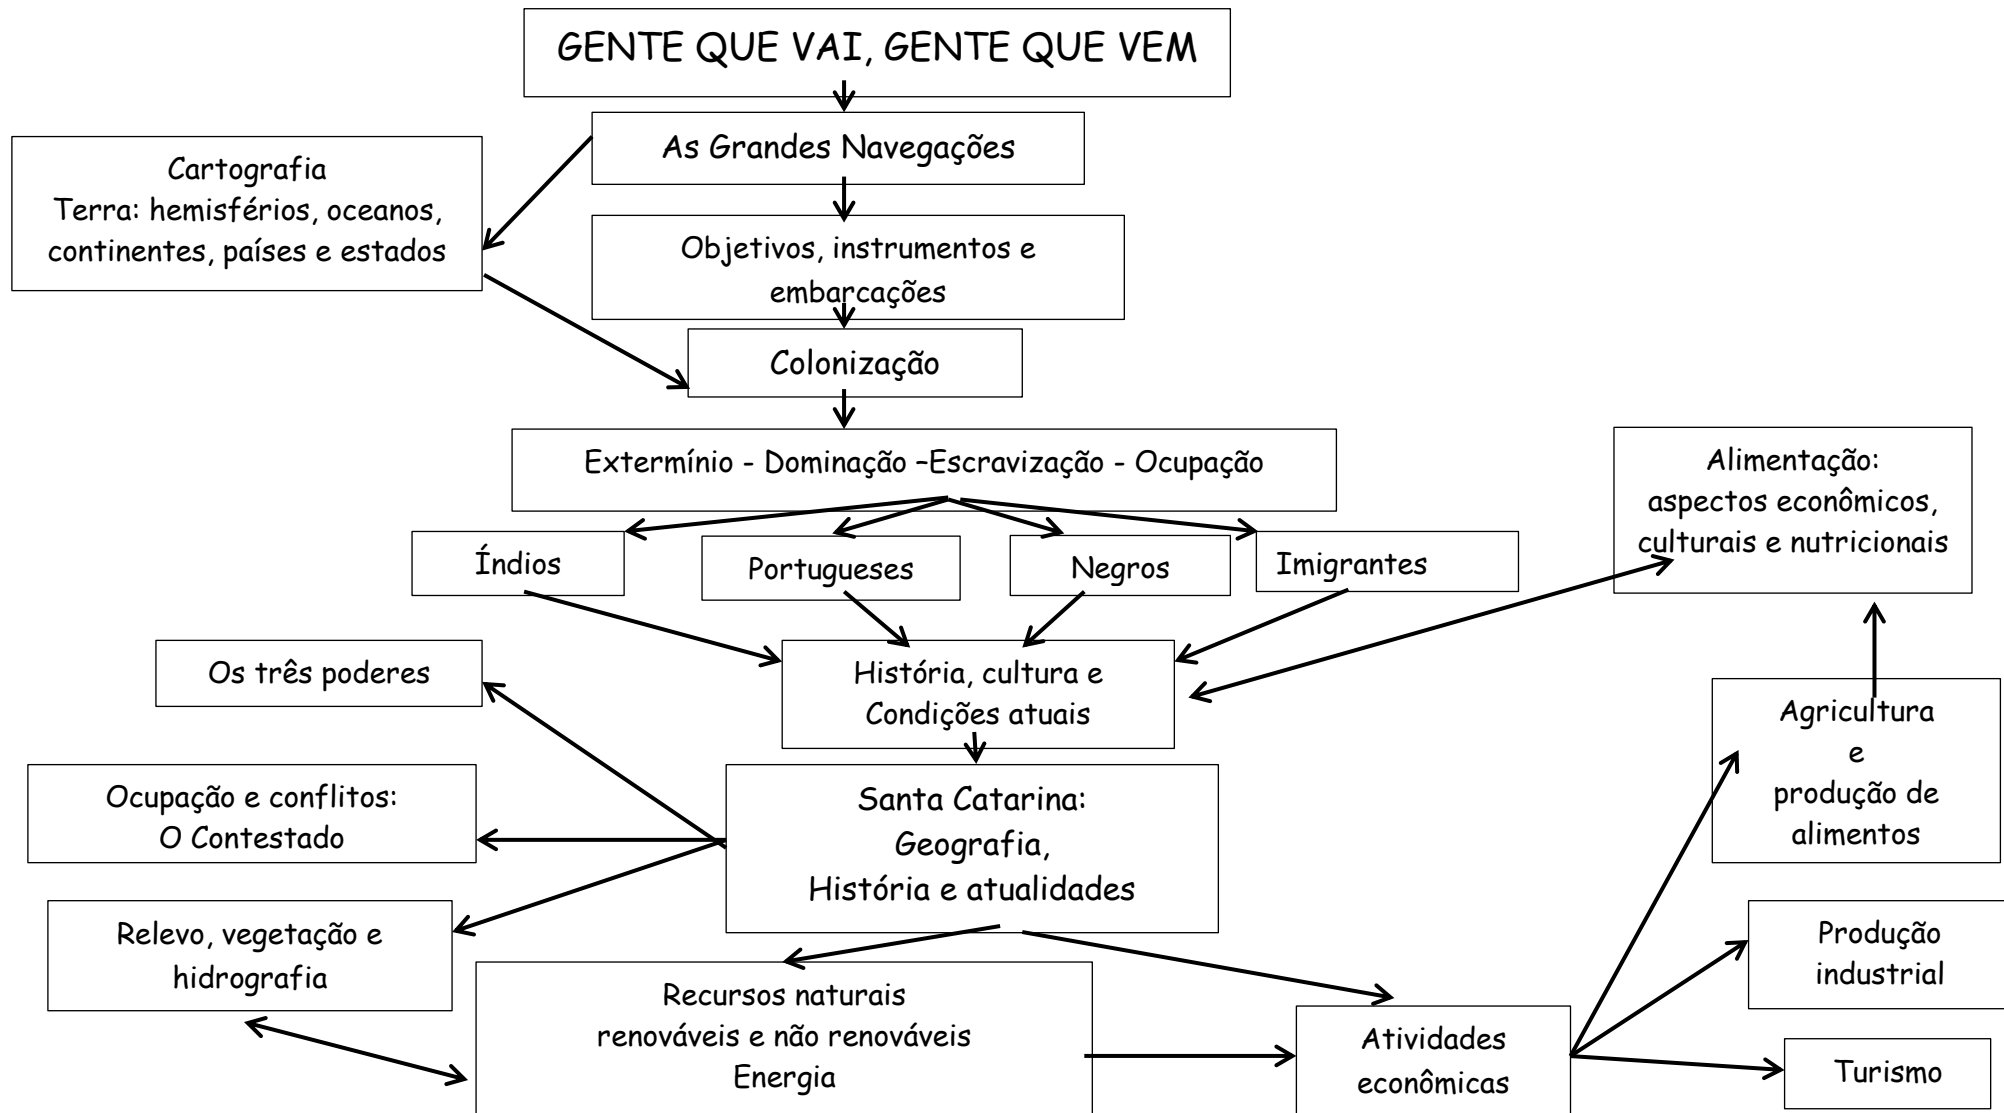 GENTE QUE VAI, GENTE QUE VEM
As Grandes Navegações
Cartografia
Terra: hemisférios, oceanos,
continentes, países e estados
Objetivos, instrumentos e
embarcações
Colonização
Extermínio - Dominação –Escravização - Ocupação
Alimentação:
aspectos econômicos,
culturais e nutricionais
Índios
Portugueses
Negros
Imigrantes
Os três poderes
História, cultura e
Condições atuais
Agricultura
e
produção de
alimentos
Ocupação e conflitos:
O Contestado
Santa Catarina:
Geografia,
História e atualidades
Relevo, vegetação e
hidrografia
Produção
industrial
Recursos naturais
renováveis e não renováveis
Energia
Atividades
econômicas
Turismo